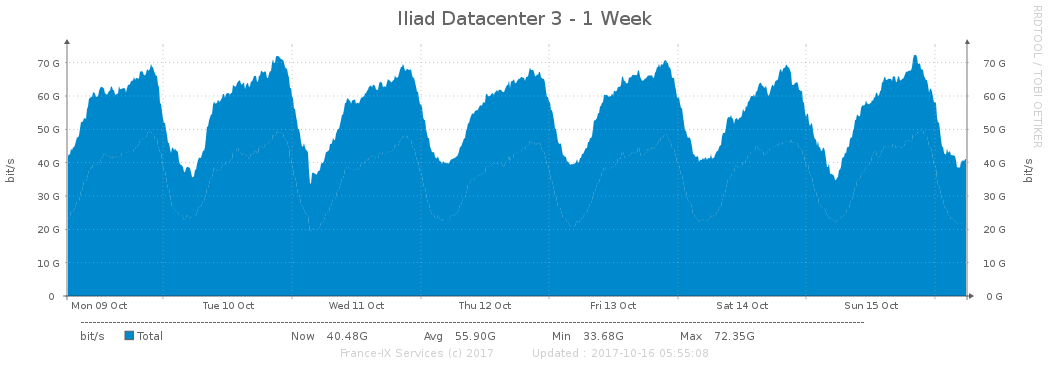 Iliad Datacenter 3 - 1 Week
RRDTOOL / TOBI OETIKER
bit/s
70 G
60 G
50 G
40 G
30 G
20 G
10 G
0
70 G
60 G
50 G
40 G
30 G
20 G
10 G
0 G
bit/s
Mon 09 Oct Tue 10 Oct Wed 11 Oct Thu 12 Oct Fri 13 Oct Sat 14 Oct Sun 15 Oct
bit/s Total Now 40.48G Avg 55.90G Min 33.68G Max 72.35G
France-IX Services (c) 2017 Updated : 2017-10-16 05:55:08